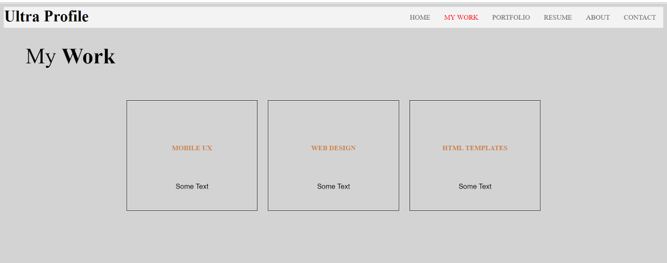 Ultra Profile
HOME MY WORK PORTFOLIO RESUME ABOUT CONTACT
My Work
MOBILE UX
Some Text
WEB DESIGN
Some Text
HTML TEMPLATES
Some Text